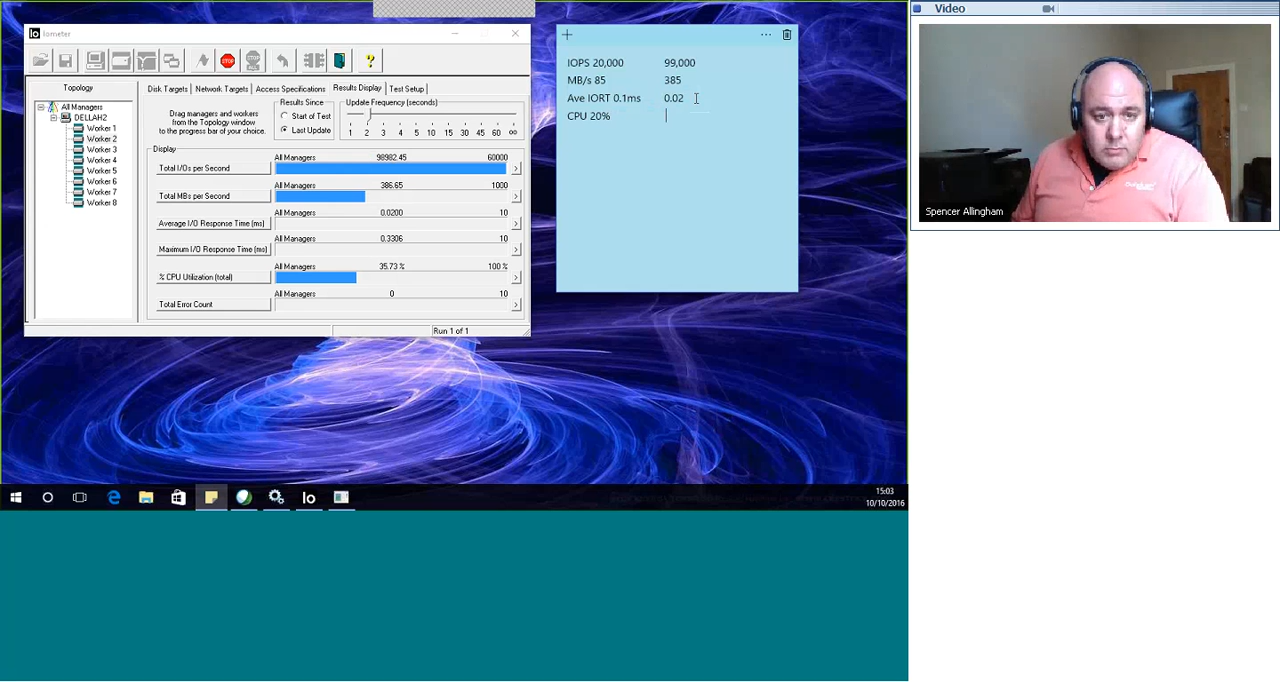 Iometer
Topology
All Managers
DELLAH2
Worker 1
Worker 2
Worker 3
Worker 4
Worker 5
Worker 6
Worker 7
Worker 8
Disk Targets
Network Targets
Access Specifications
Results Display
Test Setup
Drag managers and workers
from the Topology window
to the progress bar of your choice.
Results Since
Start of Test
Last Update
Update Frequency (seconds)
1 2 3 4 5 10 15 30 45 60 ∞
Display
Total I/Os per Second
All Managers 98982.45 60000
Total MBs per Second
All Managers 386.65 1000
Average I/O Response Time (ms)
All Managers 0.0200 10
Maximum I/O Response Time (ms)
All Managers 0.3306 10
% CPU Utilization (total)
All Managers 35.73 % 100 %
Total Error Count
All Managers 0 10
Run 1 of 1
IOPS 20,000 99,000
MB/s 85 385
Ave IORT 0.1ms 0.02
CPU 20%
15:03
10/10/2016
Video
Spencer Allingham